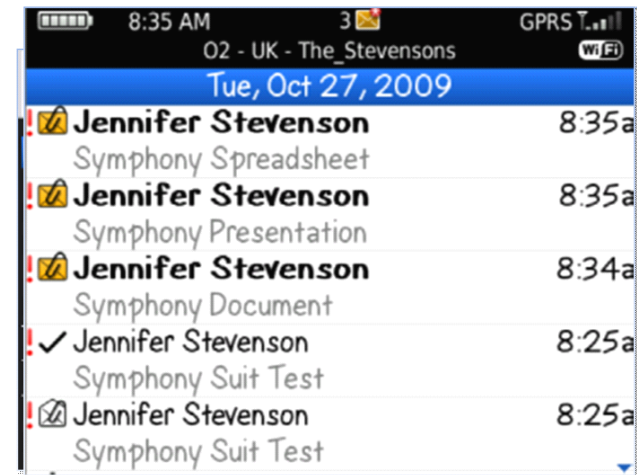 8:35 AM 3 GPRS
O2 - UK - The_Stevensons WiFi
Tue, Oct 27, 2009
! Jennifer Stevenson 8:35a
Symphony Spreadsheet
! Jennifer Stevenson 8:35a
Symphony Presentation
! Jennifer Stevenson 8:34a
Symphony Document
! Jennifer Stevenson 8:25a
Symphony Suit Test
! Jennifer Stevenson 8:25a
Symphony Suit Test